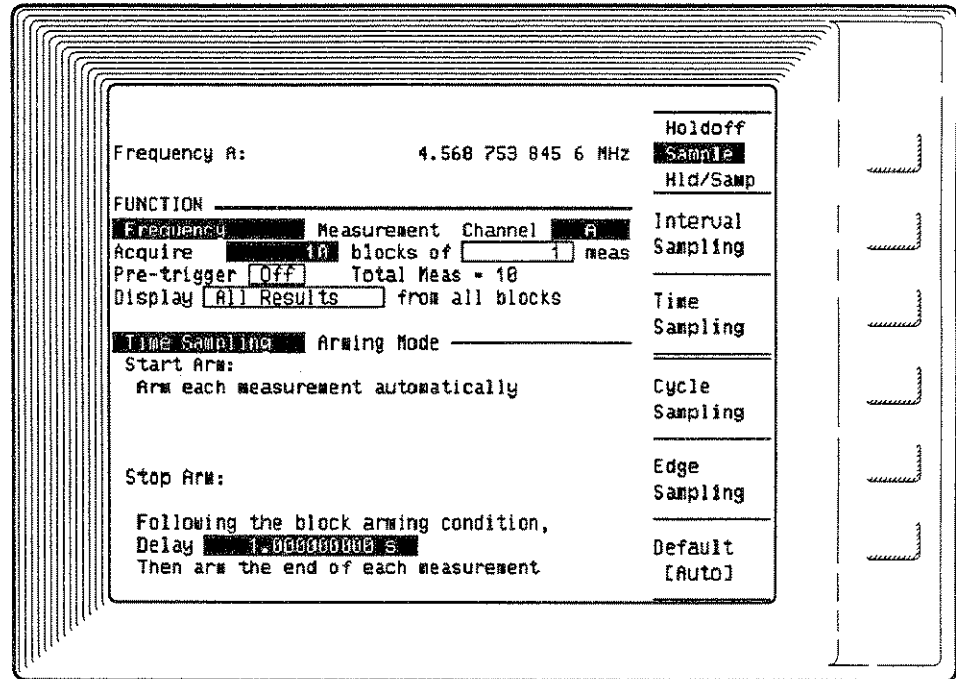 Frequency A: 4.568 753 845 6 MHz
FUNCTION
Frequency Measurement Channel A
Acquire 10 blocks of 1 meas
Pre-trigger Off Total Meas = 10
Display All Results from all blocks
Time Sampling Arming Mode
Start Arm:
Arm each measurement automatically
Stop Arm:
Following the block arming condition,
Delay 1.000000000 s
Then arm the end of each measurement
Holdoff
Sample
Hld/Samp
Interval
Sampling
Time
Sampling
Cycle
Sampling
Edge
Sampling
Default
[Auto]